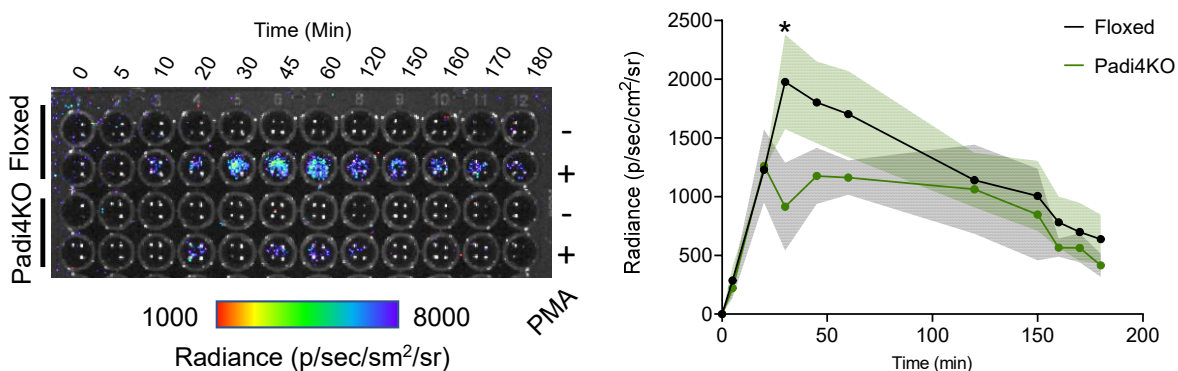 Time (Min)
0 5 10 20 30 45 60 120 150 160 170 180
Floxed
-
+
Padi4KO
-
+
PMA
1000
8000
Radiance (p/sec/sm²/sr)
*
Floxed
Padi4KO
2500
2000
1500
1000
500
0
Radiance (p/sec/cm²/sr)
0 50 100 150 200
Time (min)